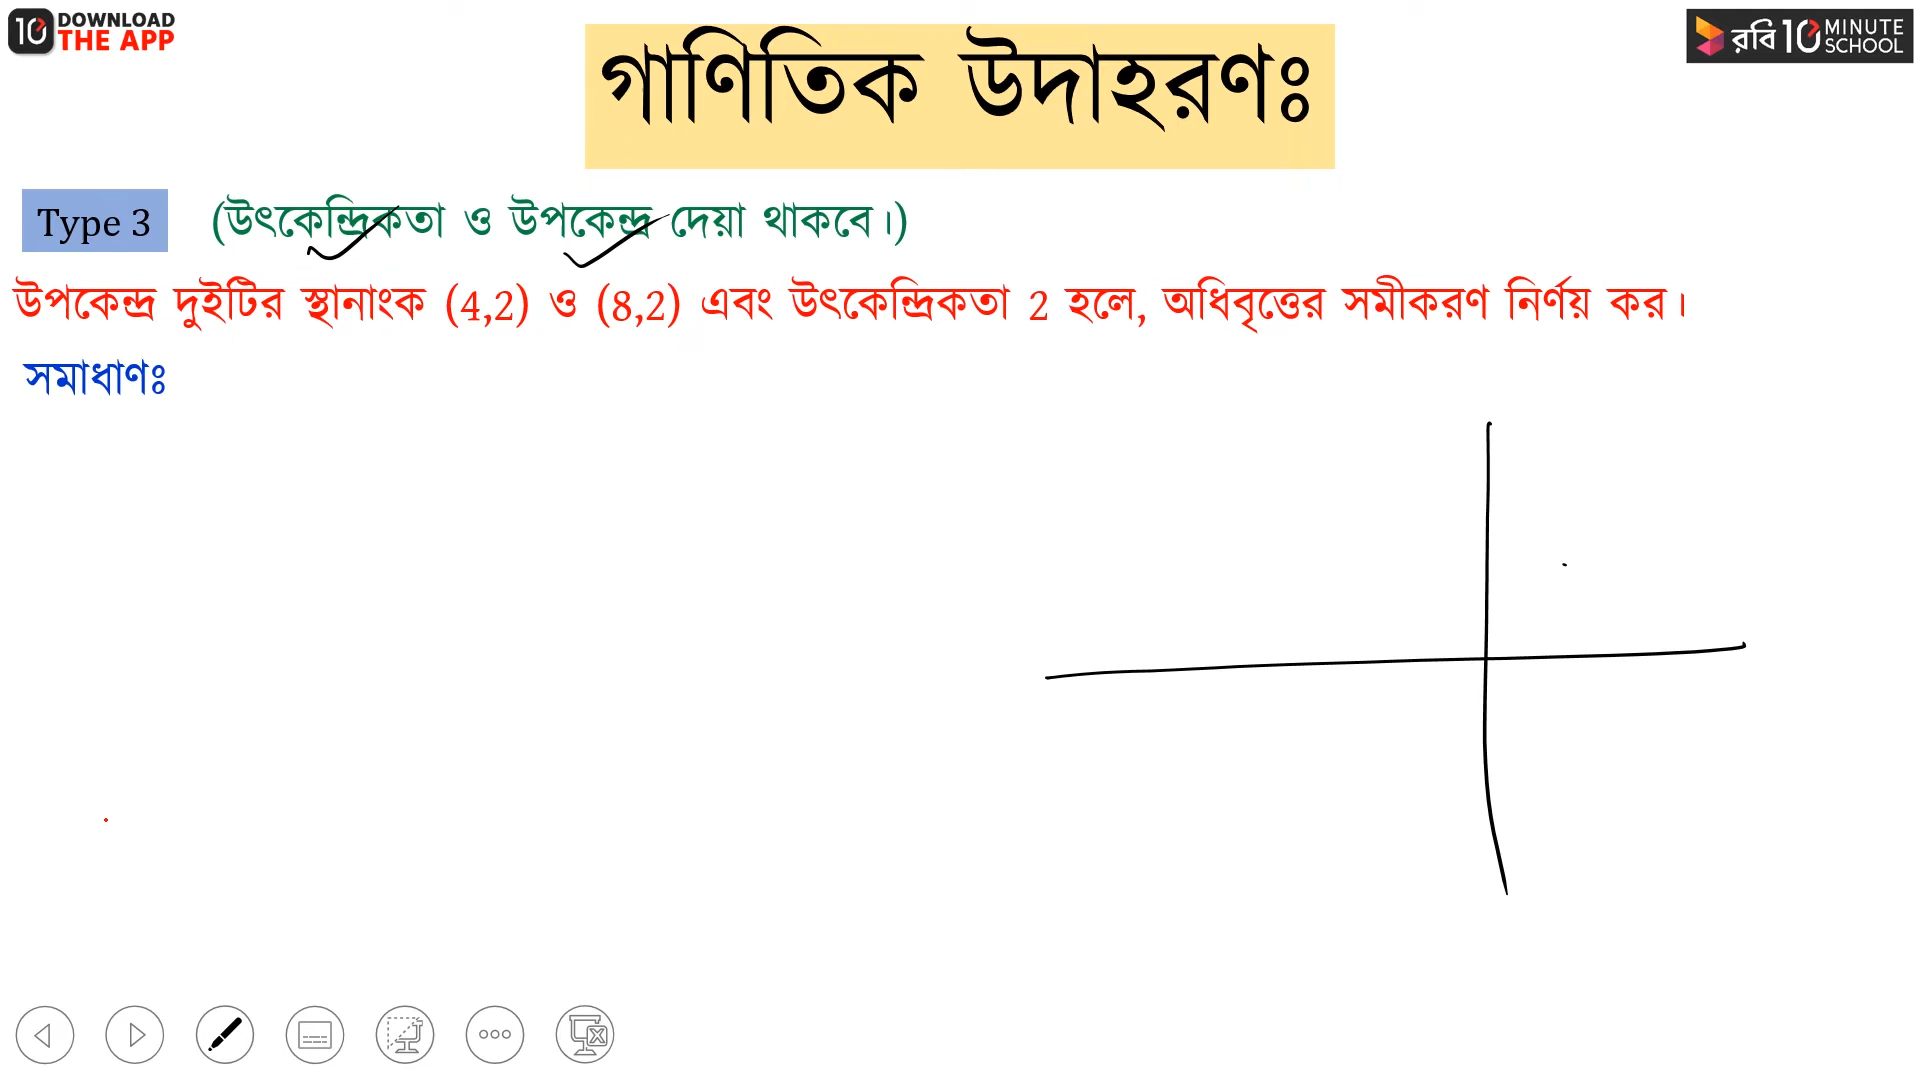 10 DOWNLOAD THE APP
রবি 10 MINUTE SCHOOL
গাণিতিক উদাহরণঃ
Type 3 (উৎকেন্দ্রিকতা ও উপকেন্দ্র দেয়া থাকবে।)
উপকেন্দ্র দুইটির স্থানাংক (4,2) ও (8,2) এবং উৎকেন্দ্রিকতা 2 হলে, অধিবৃত্তের সমীকরণ নির্ণয় কর।
সমাধাণঃ